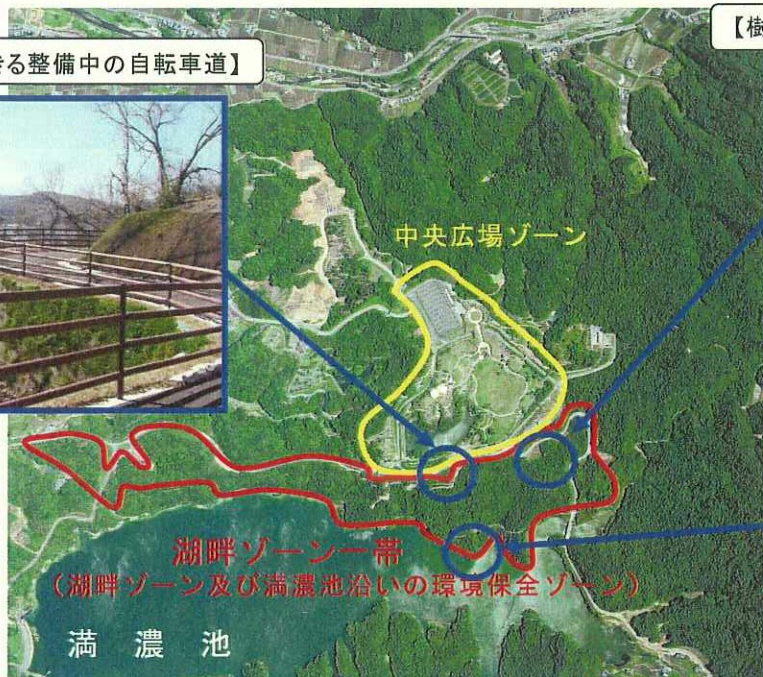 きる整備中の自転車道】
【樹
中央広場ゾーン
湖畔ゾーン一帯
(湖畔ゾーン及び満濃池沿いの環境保全ゾーン)
満濃池